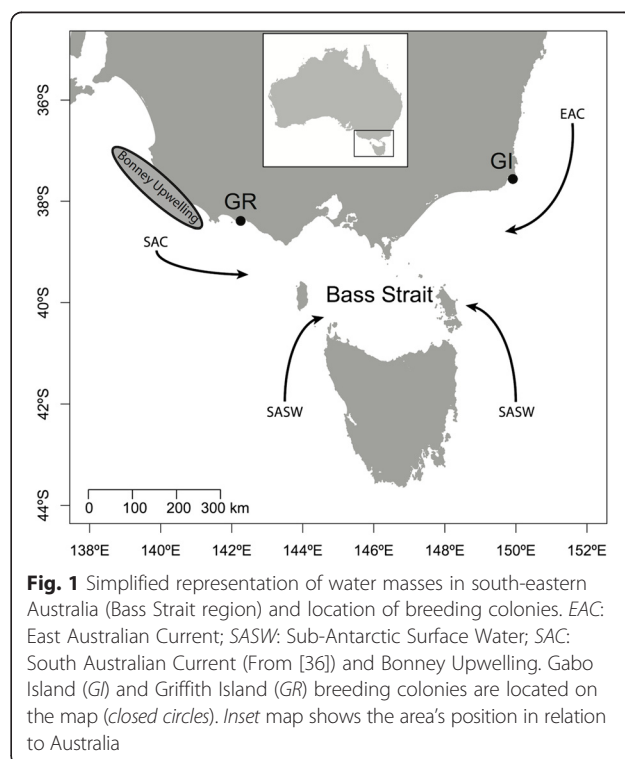 36°S
38°S
40°S
42°S
44°S
EAC
GI
Bonney Upwelling
GR
SAC
Bass Strait
SASW
SASW
0 100 200 300 km
138°E 140°E 142°E 144°E 146°E 148°E 150°E 152°E
Fig. 1 Simplified representation of water masses in south-eastern
Australia (Bass Strait region) and location of breeding colonies. EAC:
East Australian Current; SASW: Sub-Antarctic Surface Water; SAC:
South Australian Current (From [36]) and Bonney Upwelling. Gabo
Island (GI) and Griffith Island (GR) breeding colonies are located on
the map (closed circles). Inset map shows the area's position in relation
to Australia